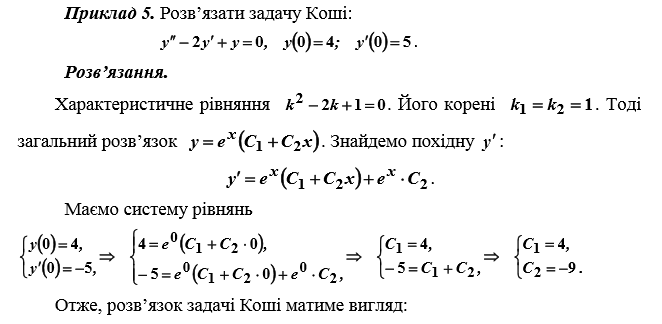 Приклад 5. Розв’язати задачу Коші:
y″ − 2y′ + y = 0, y(0) = 4; y′(0) = 5.
Розв’язання.
Характеристичне рівняння k² − 2k + 1 = 0. Його корені k₁ = k₂ = 1. Тоді
загальний розв’язок y = eˣ(C₁ + C₂x). Знайдемо похідну y′:
y′ = eˣ(C₁ + C₂x) + eˣ · C₂.
Маємо систему рівнянь
{y(0) = 4, y′(0) = −5, ⇒ {4 = e⁰(C₁ + C₂ · 0), −5 = e⁰(C₁ + C₂ · 0) + e⁰ · C₂, ⇒ {C₁ = 4, −5 = C₁ + C₂, ⇒ {C₁ = 4, C₂ = −9.
Отже, розв’язок задачі Коші матиме вигляд: